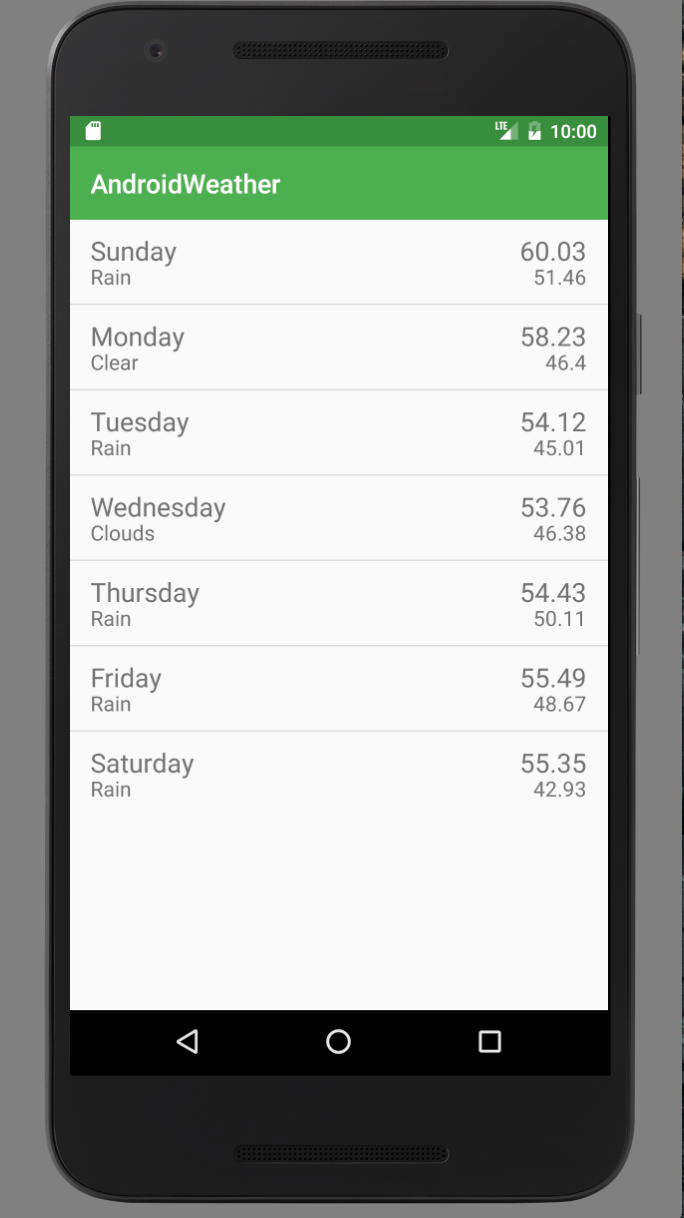 LTE 10:00
AndroidWeather
Sunday 60.03
Rain 51.46
Monday 58.23
Clear 46.4
Tuesday 54.12
Rain 45.01
Wednesday 53.76
Clouds 46.38
Thursday 54.43
Rain 50.11
Friday 55.49
Rain 48.67
Saturday 55.35
Rain 42.93